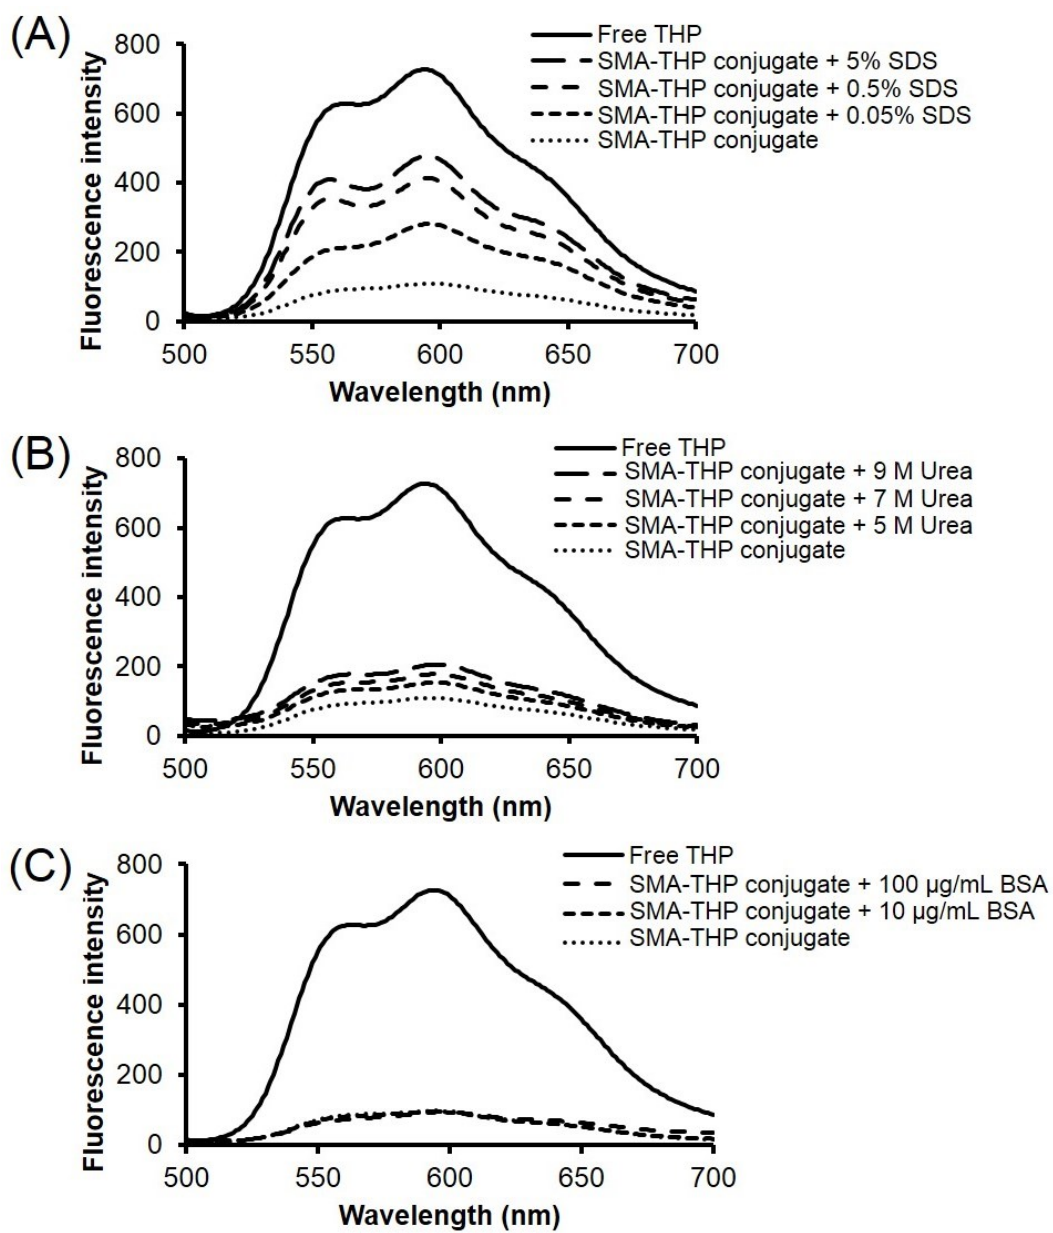 (A)
Fluorescence intensity
800
600
400
200
0
500 550 600 650 700
Wavelength (nm)
Free THP
SMA-THP conjugate + 5% SDS
SMA-THP conjugate + 0.5% SDS
SMA-THP conjugate + 0.05% SDS
SMA-THP conjugate
(B)
Fluorescence intensity
800
600
400
200
0
500 550 600 650 700
Wavelength (nm)
Free THP
SMA-THP conjugate + 9 M Urea
SMA-THP conjugate + 7 M Urea
SMA-THP conjugate + 5 M Urea
SMA-THP conjugate
(C)
Fluorescence intensity
800
600
400
200
0
500 550 600 650 700
Wavelength (nm)
Free THP
SMA-THP conjugate + 100 µg/mL BSA
SMA-THP conjugate + 10 µg/mL BSA
SMA-THP conjugate